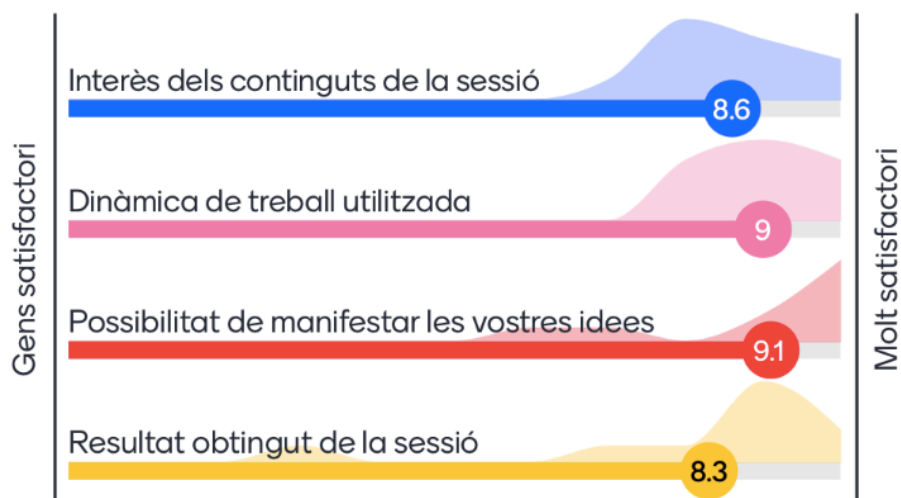 Gens satisfactori
Interès dels continguts de la sessió
8.6
Dinàmica de treball utilitzada
9
Possibilitat de manifestar les vostres idees
9.1
Resultat obtingut de la sessió
8.3
Molt satisfactori